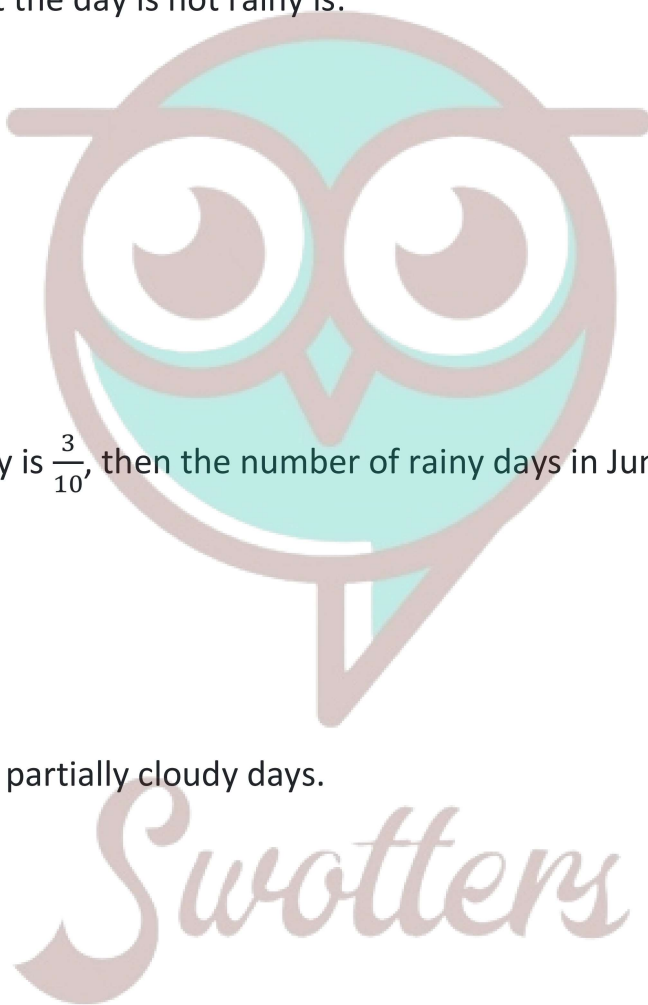 the day is not rainy is:
y is 3/10, then the number of rainy days in Jun
partially cloudy days.
Swotters